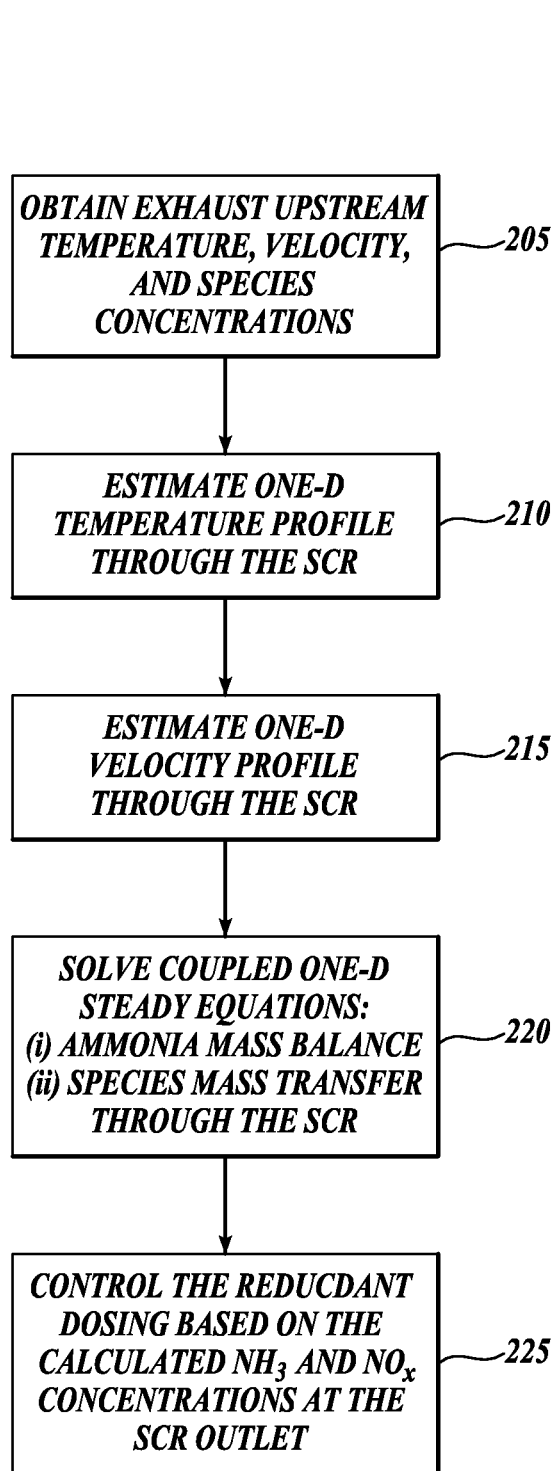 OBTAIN EXHAUST UPSTREAM
TEMPERATURE, VELOCITY,
AND SPECIES
CONCENTRATIONS
205
ESTIMATE ONE-D
TEMPERATURE PROFILE
THROUGH THE SCR
210
ESTIMATE ONE-D
VELOCITY PROFILE
THROUGH THE SCR
215
SOLVE COUPLED ONE-D
STEADY EQUATIONS:
(i) AMMONIA MASS BALANCE
(ii) SPECIES MASS TRANSFER
THROUGH THE SCR
220
CONTROL THE REDUCDANT
DOSING BASED ON THE
CALCULATED NH3 AND NOx
CONCENTRATIONS AT THE
SCR OUTLET
225